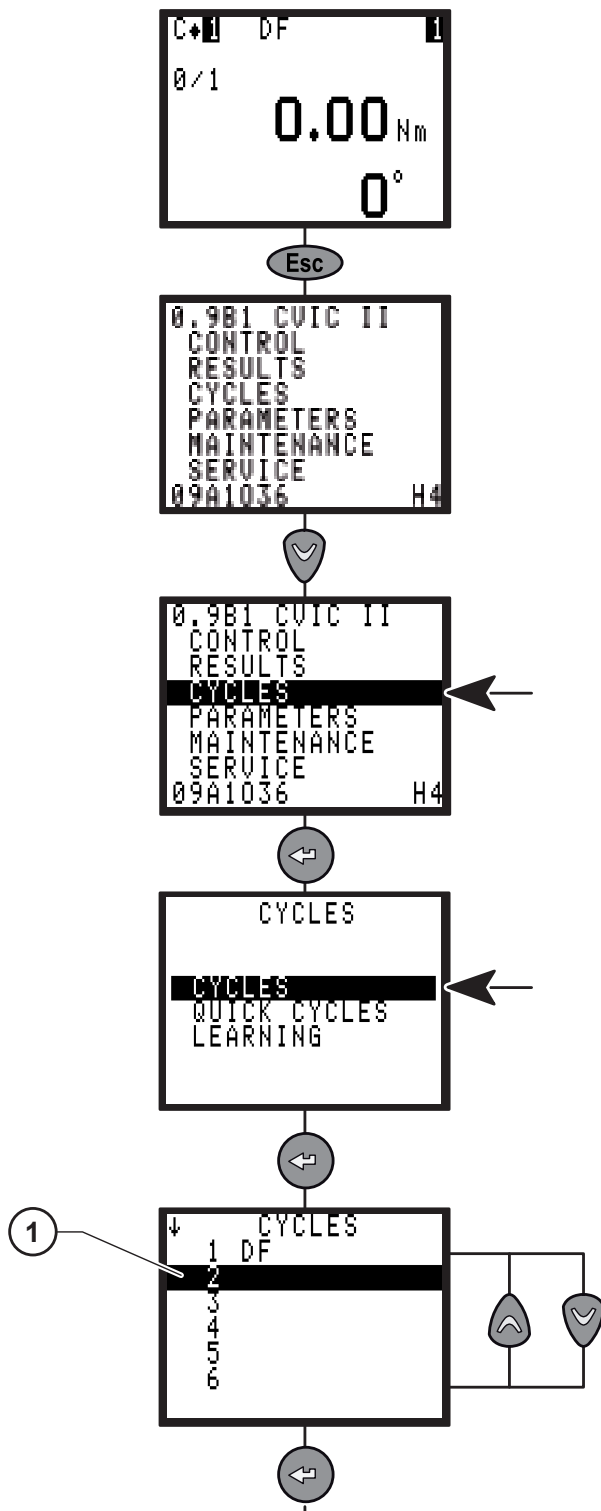 C♦1 DF 1
0/1
0.00 Nm
0°
Esc
0.9B1 CVIC II
CONTROL
RESULTS
CYCLES
PARAMETERS
MAINTENANCE
SERVICE
09A1036 H4
0.9B1 CVIC II
CONTROL
RESULTS
CYCLES
PARAMETERS
MAINTENANCE
SERVICE
09A1036 H4
CYCLES
CYCLES
QUICK CYCLES
LEARNING
1
↓ CYCLES
1 DF
2
3
4
5
6